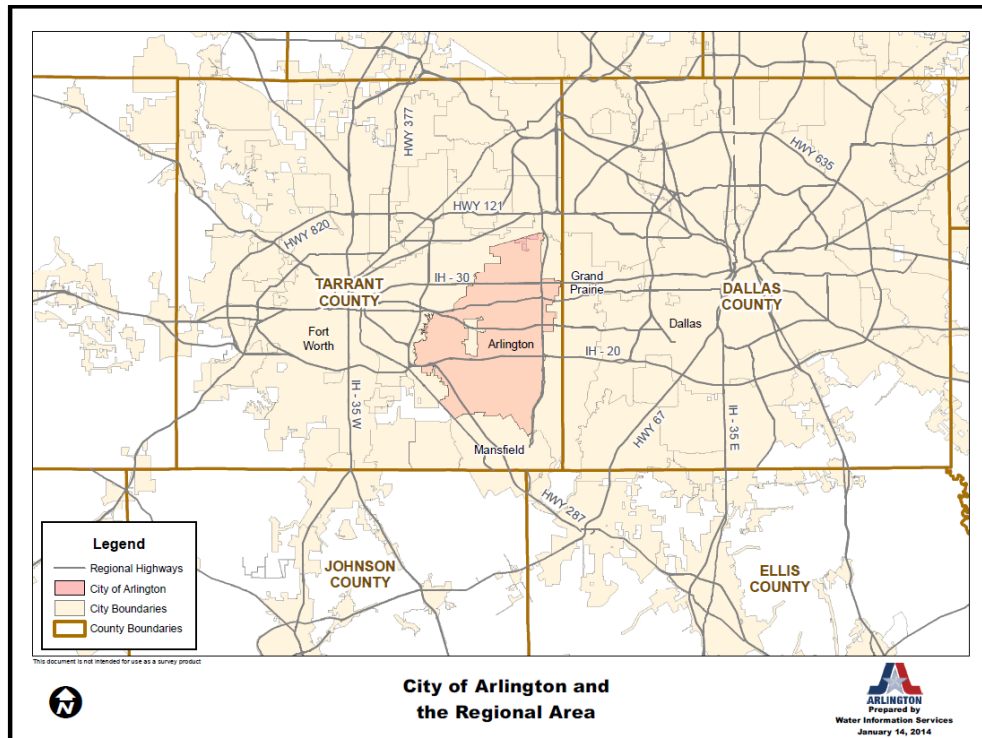 HWY 377
HWY 635
HWY 121
HWY 820
IH - 30
Grand
Prairie
TARRANT
COUNTY
DALLAS
COUNTY
Fort
Worth
Arlington
Dallas
IH - 20
IH - 35 W
HWY 67
IH - 35 E
Mansfield
HWY 287
JOHNSON
COUNTY
ELLIS
COUNTY
Legend
Regional Highways
City of Arlington
City Boundaries
County Boundaries
This document is not intended for use as a survey product
N
City of Arlington and
the Regional Area
ARLINGTON
Prepared by
Water Information Services
January 14, 2014